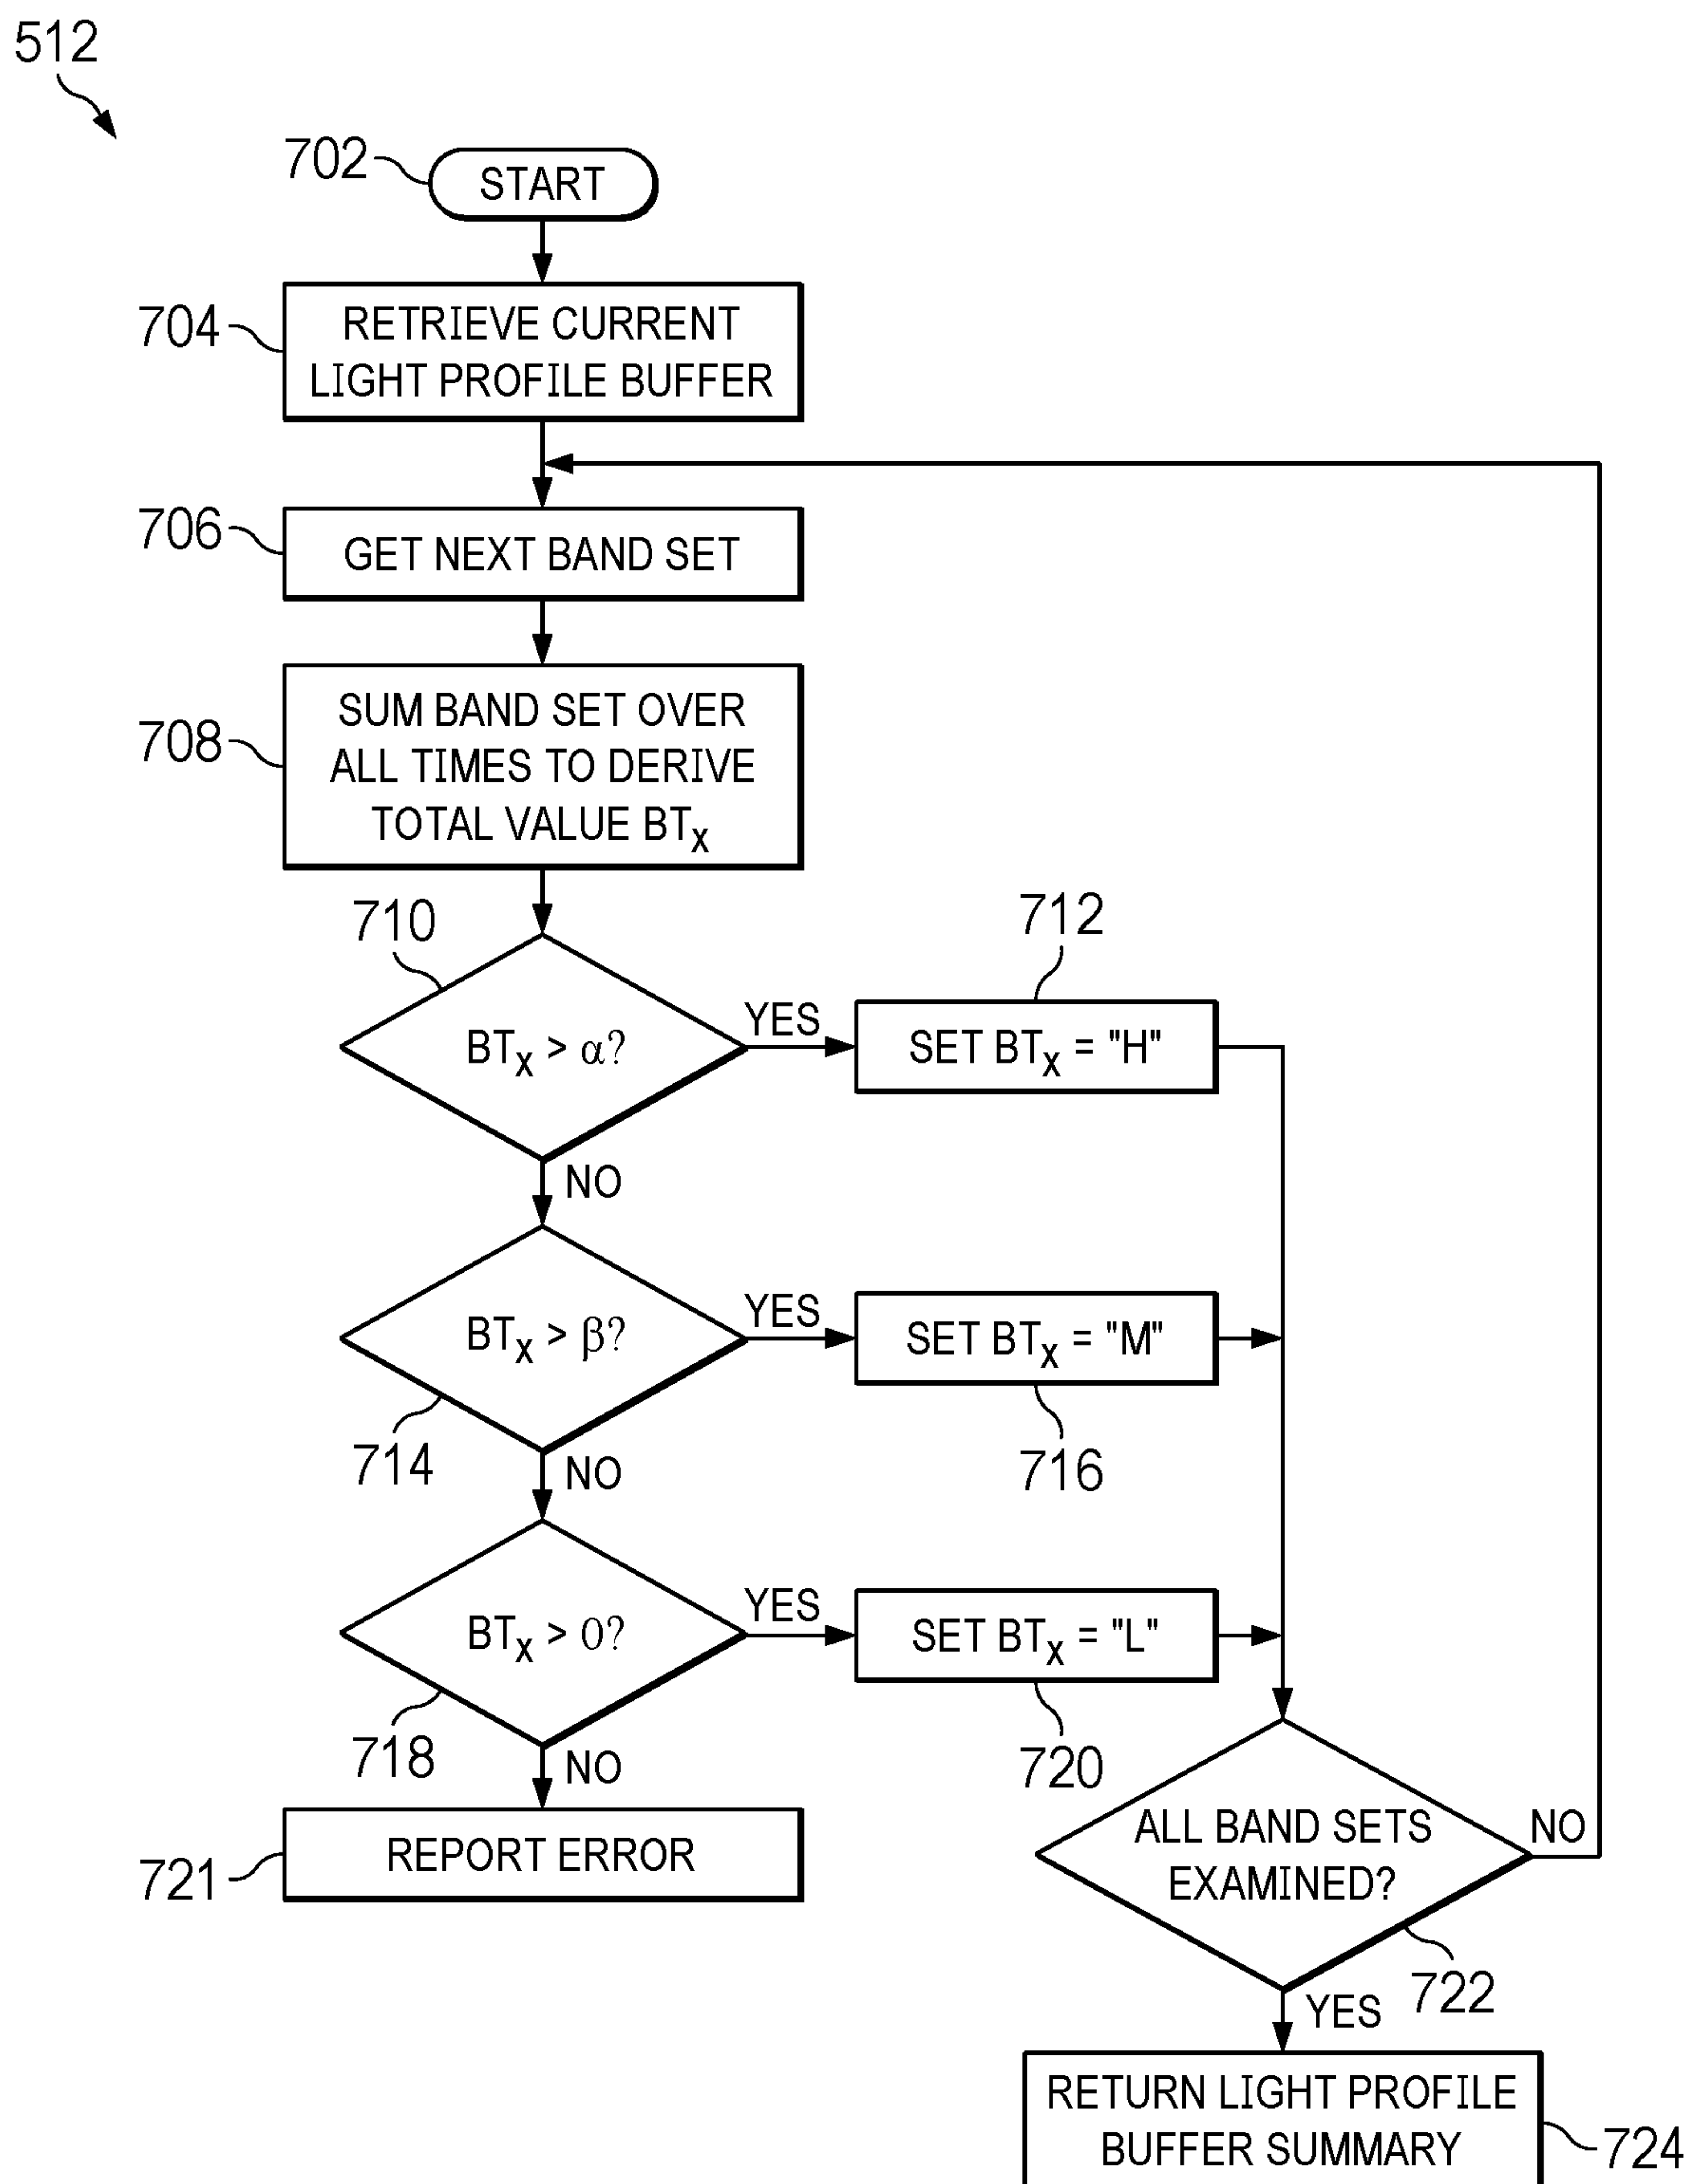 512
702
START
704
RETRIEVE CURRENT
LIGHT PROFILE BUFFER
706
GET NEXT BAND SET
708
SUM BAND SET OVER
ALL TIMES TO DERIVE
TOTAL VALUE BTx
710
BTx > α?
YES
712
SET BTx = "H"
NO
714
BTx > β?
YES
716
SET BTx = "M"
NO
718
BTx > 0?
YES
720
SET BTx = "L"
NO
721
REPORT ERROR
ALL BAND SETS
EXAMINED?
NO
722
YES
RETURN LIGHT PROFILE
BUFFER SUMMARY
724